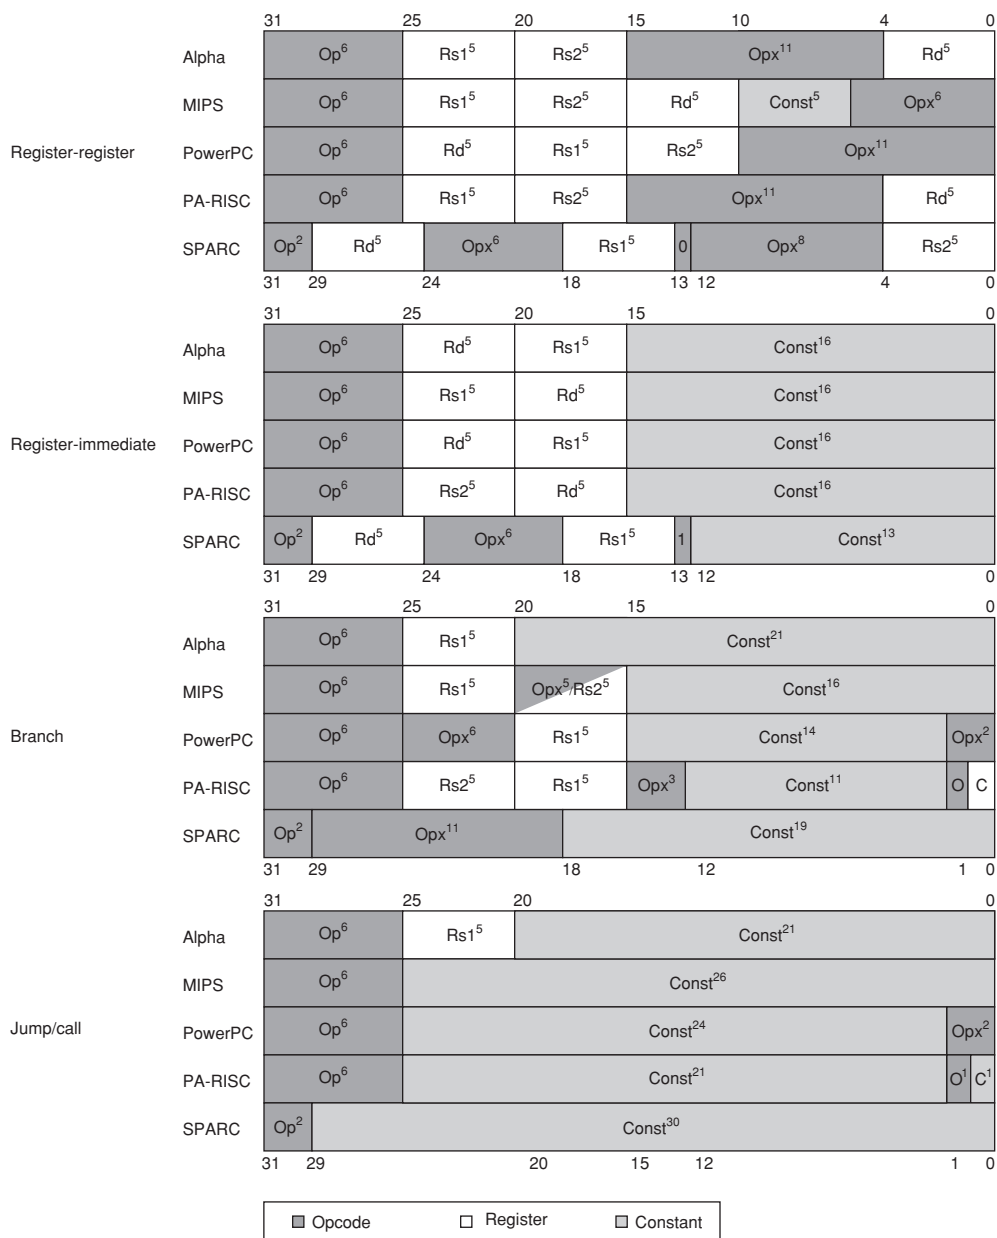 31 25 20 15 10 4 0
Alpha Op⁶ Rs1⁵ Rs2⁵ Opx¹¹ Rd⁵
MIPS Op⁶ Rs1⁵ Rs2⁵ Rd⁵ Const⁵ Opx⁶
Register-register PowerPC Op⁶ Rd⁵ Rs1⁵ Rs2⁵ Opx¹¹
PA-RISC Op⁶ Rs1⁵ Rs2⁵ Opx¹¹ Rd⁵
SPARC Op² Rd⁵ Opx⁶ Rs1⁵ 0 Opx⁸ Rs2⁵
31 29 24 18 13 12 4 0
31 25 20 15 0
Alpha Op⁶ Rd⁵ Rs1⁵ Const¹⁶
MIPS Op⁶ Rs1⁵ Rd⁵ Const¹⁶
Register-immediate PowerPC Op⁶ Rd⁵ Rs1⁵ Const¹⁶
PA-RISC Op⁶ Rs2⁵ Rd⁵ Const¹⁶
SPARC Op² Rd⁵ Opx⁶ Rs1⁵ 1 Const¹³
31 29 24 18 13 12 0
31 25 20 15 0
Alpha Op⁶ Rs1⁵ Const²¹
MIPS Op⁶ Rs1⁵ Opx⁵/Rs2⁵ Const¹⁶
Branch PowerPC Op⁶ Opx⁶ Rs1⁵ Const¹⁴ Opx²
PA-RISC Op⁶ Rs2⁵ Rs1⁵ Opx³ Const¹¹ O C
SPARC Op² Opx¹¹ Const¹⁹
31 29 18 12 1 0
31 25 20 0
Alpha Op⁶ Rs1⁵ Const²¹
MIPS Op⁶ Const²⁶
Jump/call PowerPC Op⁶ Const²⁴ Opx²
PA-RISC Op⁶ Const²¹ O¹ C¹
SPARC Op² Const³⁰
31 29 20 15 12 1 0
Opcode Register Constant